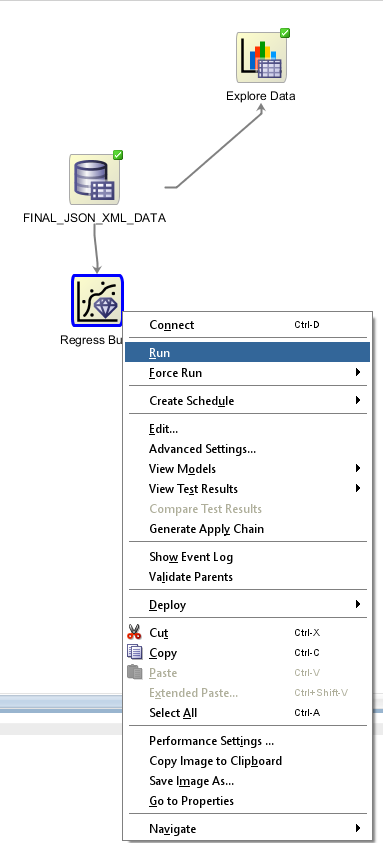 Explore Data
FINAL_JSON_XML_DATA
Regress Bu
Connect Ctrl-D
Run
Force Run
Create Schedule
Edit...
Advanced Settings...
View Models
View Test Results
Compare Test Results
Generate Apply Chain
Show Event Log
Validate Parents
Deploy
Cut Ctrl-X
Copy Ctrl-C
Paste Ctrl-V
Extended Paste... Ctrl+Shift-V
Select All Ctrl-A
Performance Settings ...
Copy Image to Clipboard
Save Image As...
Go to Properties
Navigate